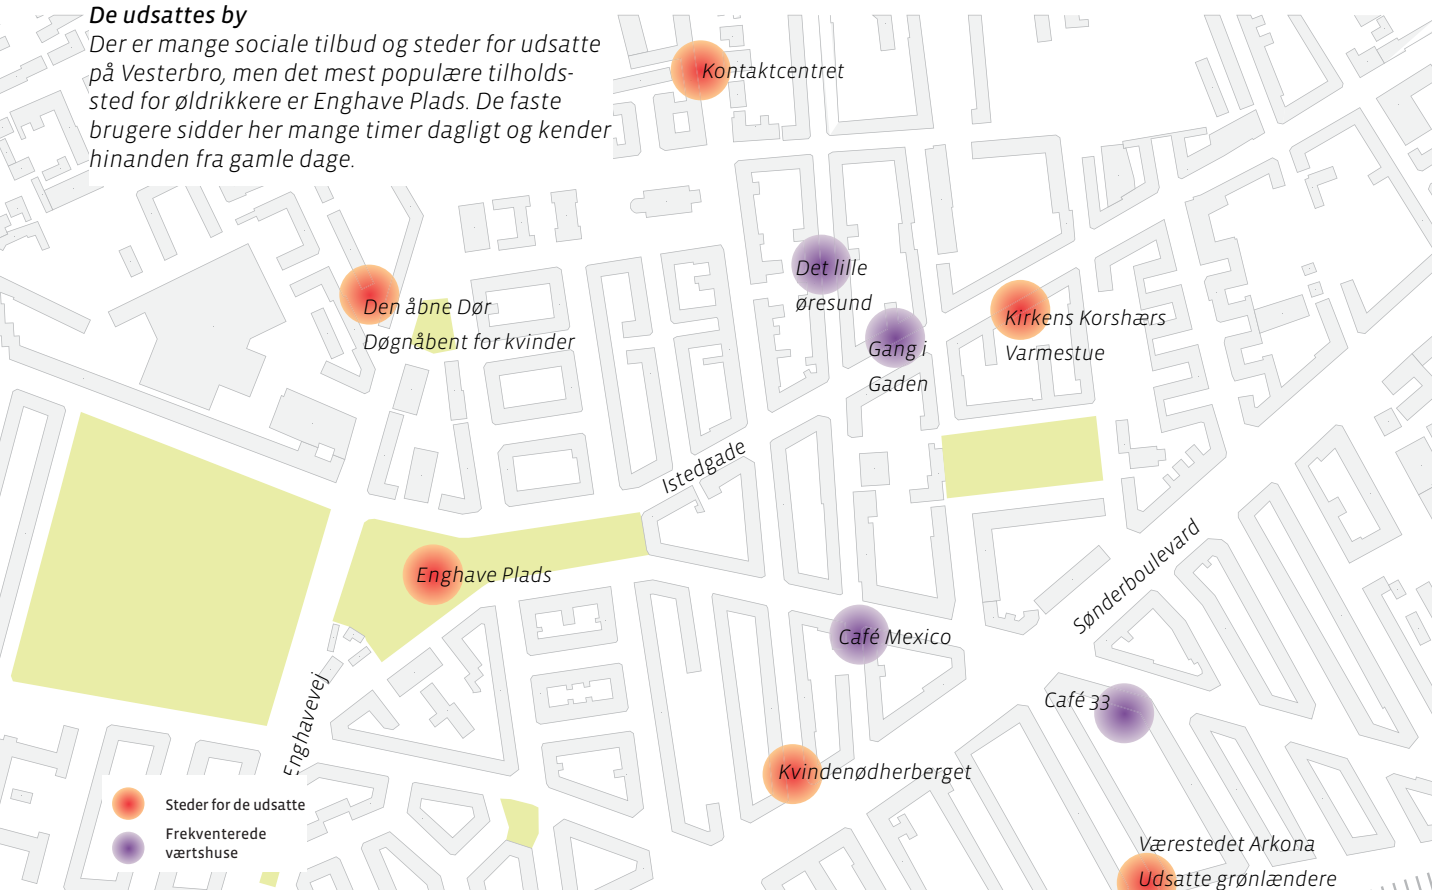 De udsattes by
Der er mange sociale tilbud og steder for udsatte
på Vesterbro, men det mest populære tilholds-
sted for øldrikkere er Enghave Plads. De faste
brugere sidder her mange timer dagligt og kender
hinanden fra gamle dage.
Kontaktcentret
Det lille
øresund
Den åbne Dør
Døgnåbent for kvinder
Gang i
Gaden
Kirkens Korshærs
Varmestue
Istedgade
Enghave Plads
Sønderboulevard
Café Mexico
Café 33
Enghavevej
Kvindenødherberget
Steder for de udsatte
Frekventerede
værtshuse
Værestedet Arkona
Udsatte grønlændere